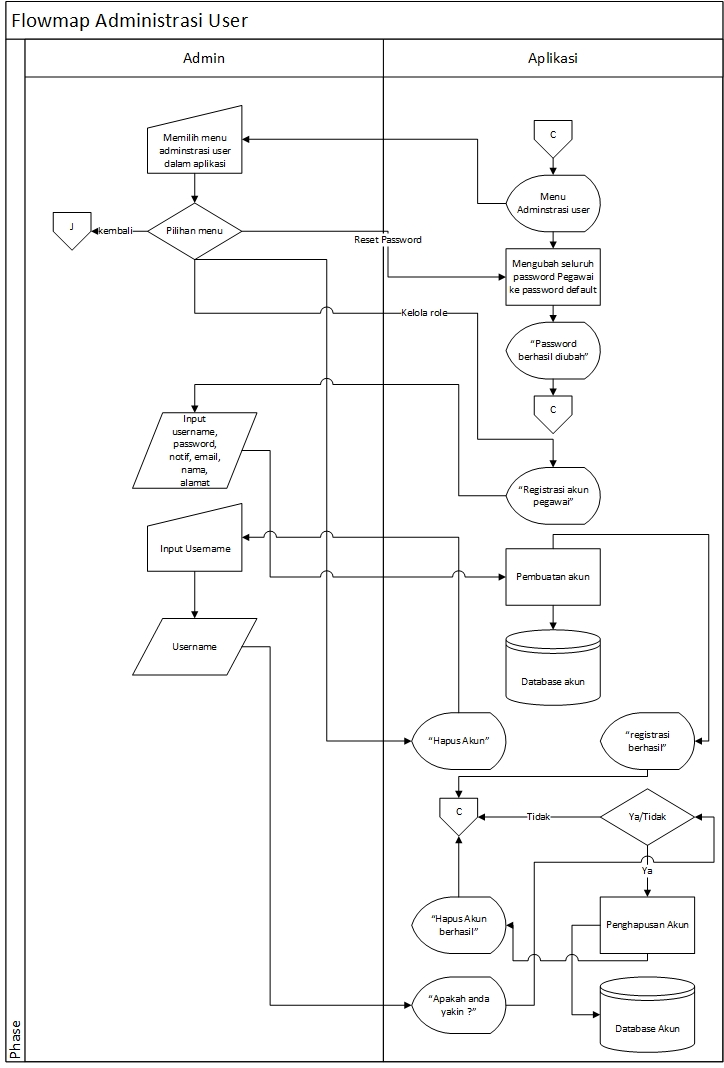 Flowmap Administrasi User
Admin
Aplikasi
C
Memilih menu
adminstrasi user
dalam aplikasi
Menu
Adminstrasi user
J
kembali
Pilihan menu
Reset Password
Mengubah seluruh
password Pegawai
ke password default
Kelola role
“Password
berhasil diubah”
C
Input
username,
password,
notif, email,
nama,
alamat
“Registrasi akun
pegawai”
Input Username
Pembuatan akun
Username
Database akun
“Hapus Akun”
“registrasi
berhasil”
C
Tidak
Ya/Tidak
Ya
“Hapus Akun
berhasil”
Penghapusan Akun
“Apakah anda
yakin ?”
Database Akun
Phase